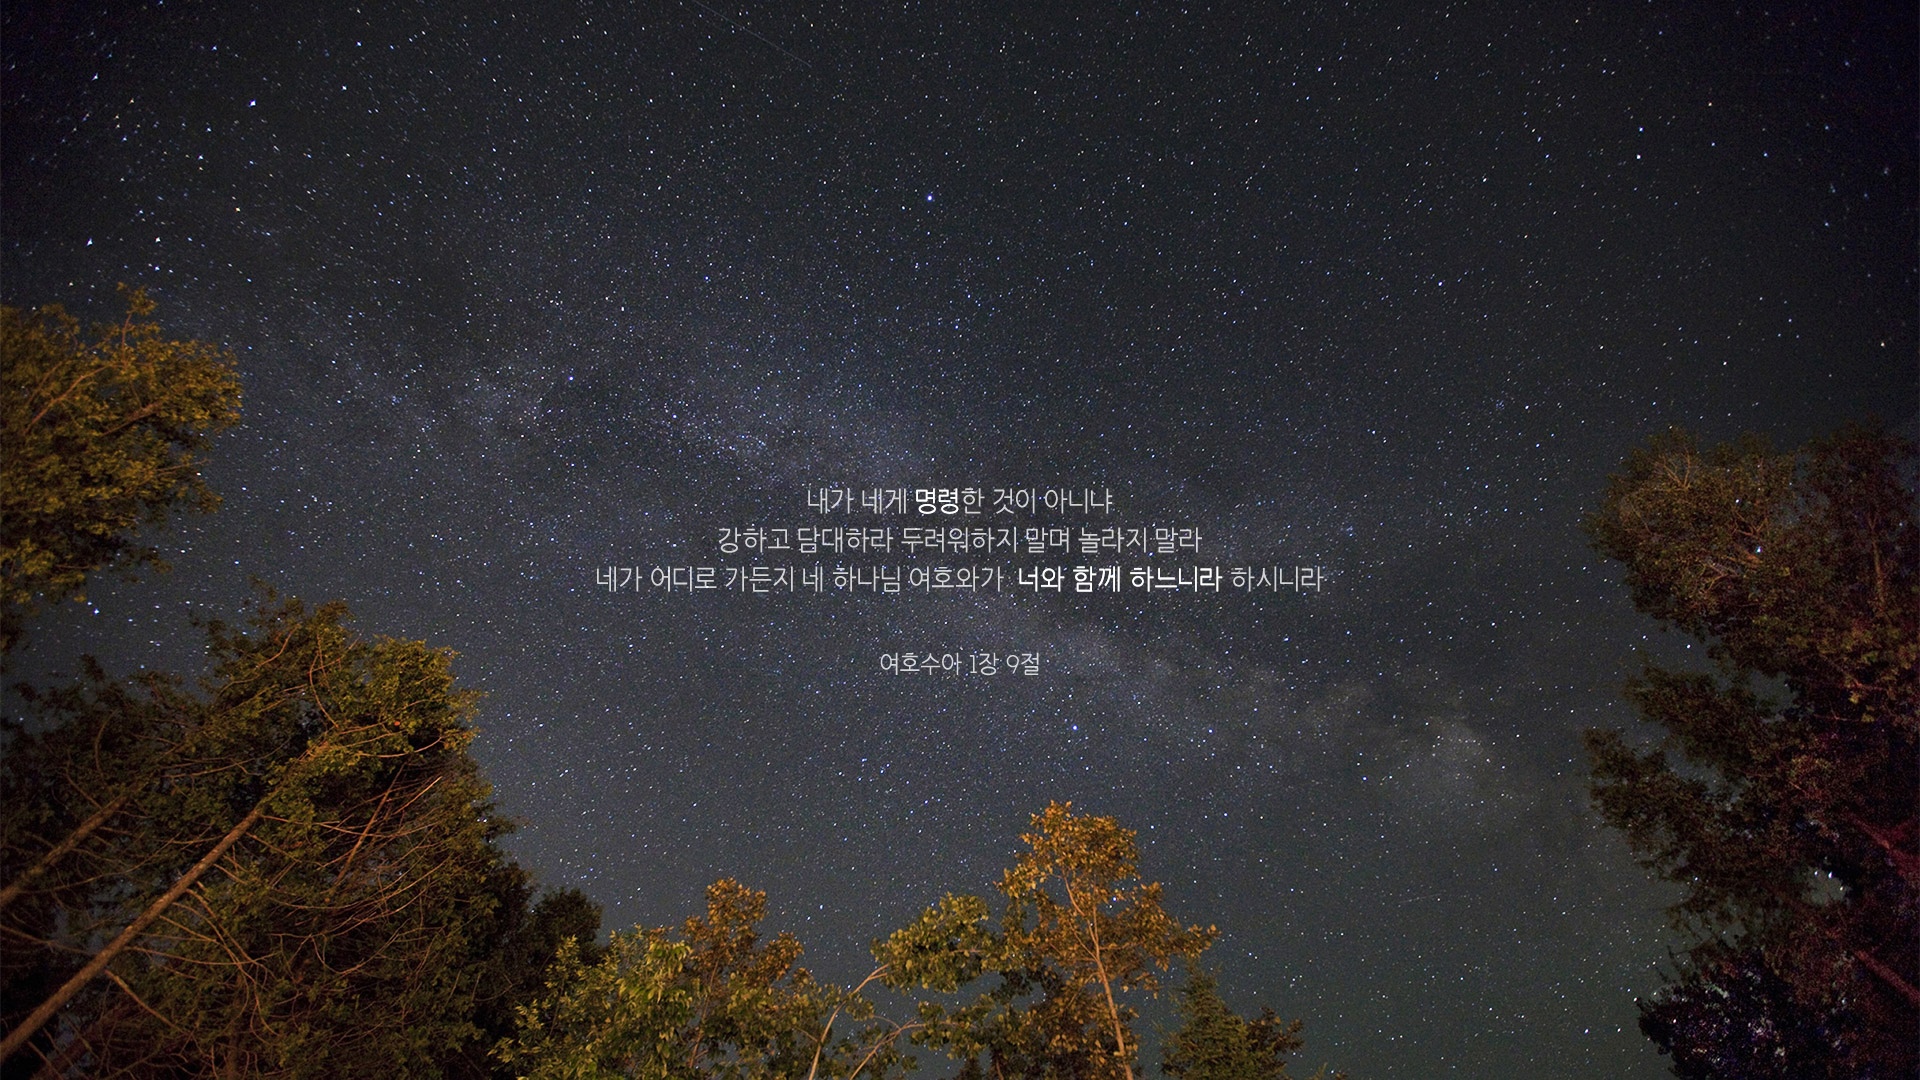 내가 네게 명령한 것이 아니냐
강하고 담대하라 두려워하지 말며 놀라지 말라
네가 어디로 가든지 네 하나님 여호와가 너와 함께 하느니라 하시니라
여호수아 1장 9절